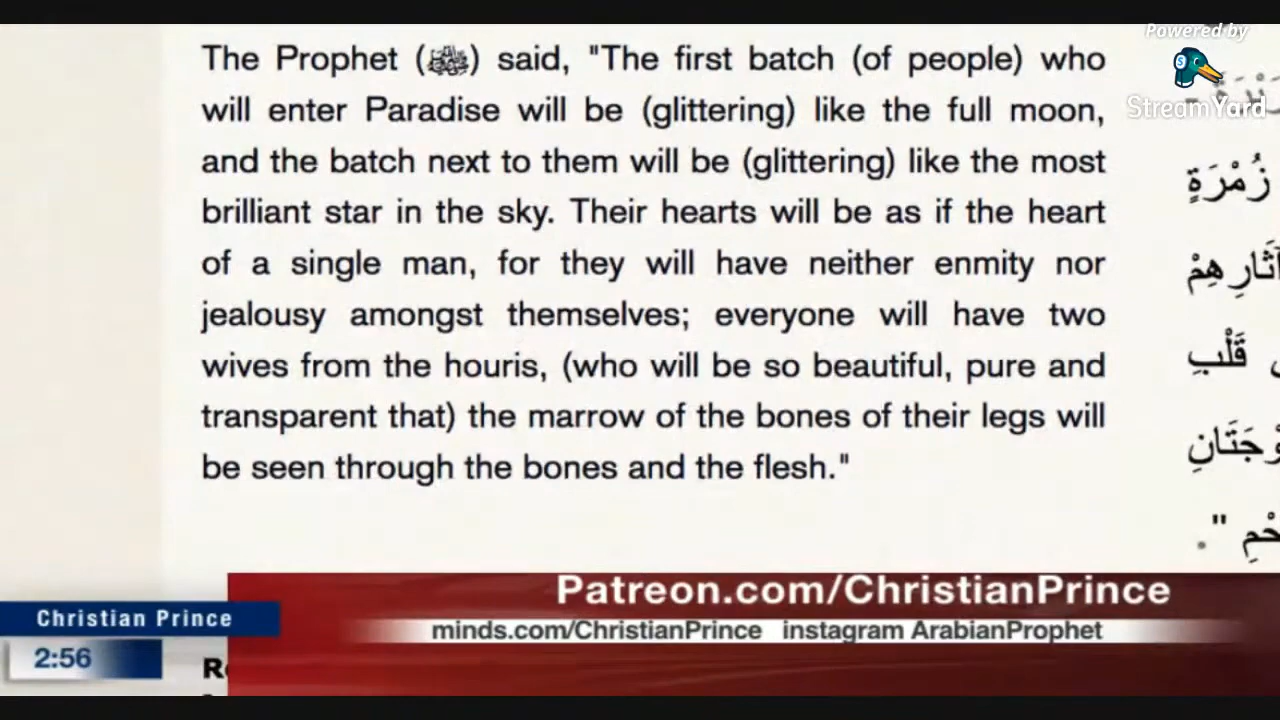 Powered by
StreamYard
The Prophet (ﷺ) said, "The first batch (of people) who
will enter Paradise will be (glittering) like the full moon,
and the batch next to them will be (glittering) like the most
brilliant star in the sky. Their hearts will be as if the heart
of a single man, for they will have neither enmity nor
jealousy amongst themselves; everyone will have two
wives from the houris, (who will be so beautiful, pure and
transparent that) the marrow of the bones of their legs will
be seen through the bones and the flesh."
زُمْرَةٍ
قَلْبِ
Patreon.com/ChristianPrince
Christian Prince
minds.com/ChristianPrince instagram ArabianProphet
2:56